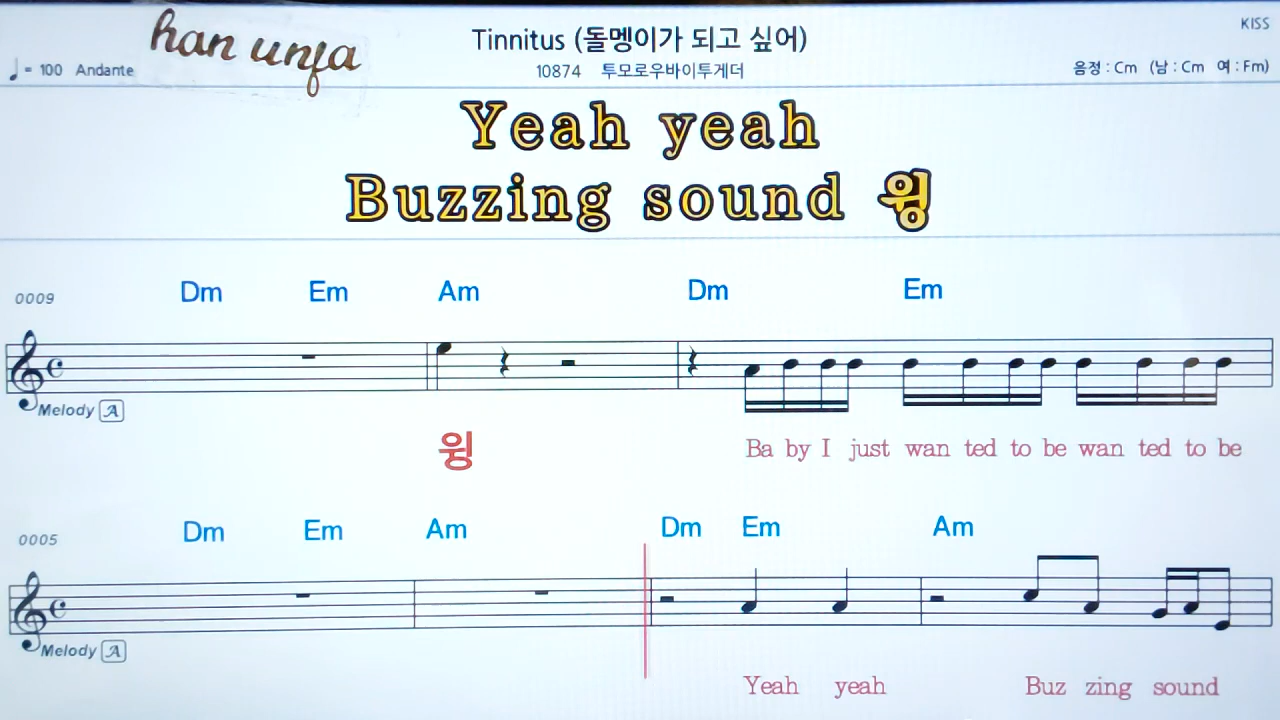 han unja
Tinnitus (돌멩이가 되고 싶어)
KISS
♩= 100 Andante
10874 투모로우바이투게더
음정 : Cm (남 : Cm 여 : Fm)
Yeah yeah
Buzzing sound 윙
0009
Dm Em Am Dm Em
Melody A
윙 Ba by I just wan ted to be wan ted to be
0005
Dm Em Am Dm Em Am
Melody A
Yeah yeah Buz zing sound